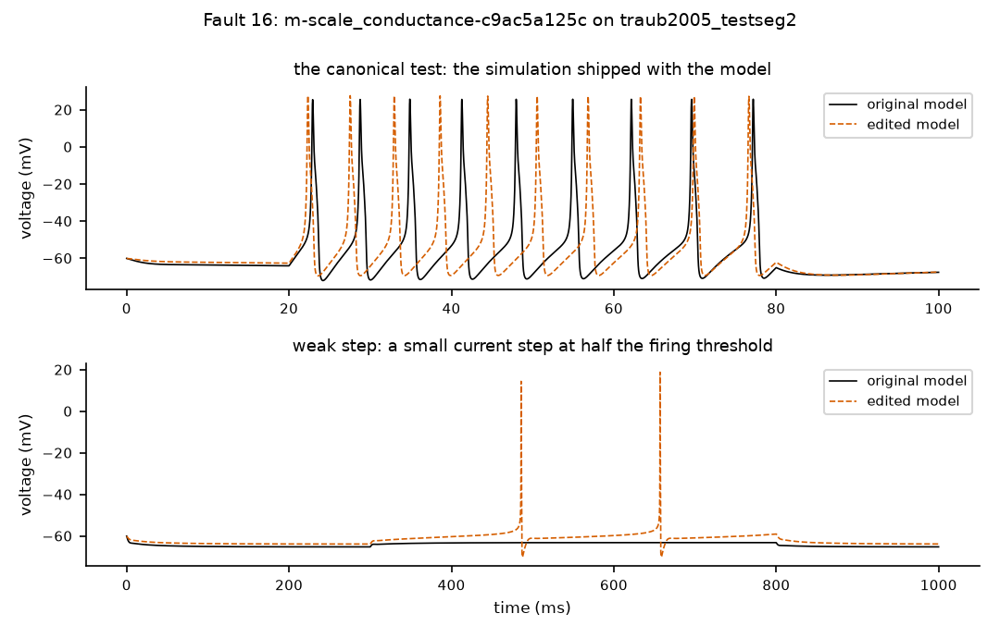 Fault 16: m-scale_conductance-c9ac5a125c on traub2005_testseg2
the canonical test: the simulation shipped with the model
voltage (mV)
20
0
−20
−40
−60
original model
edited model
0
20
40
60
80
100
weak step: a small current step at half the firing threshold
voltage (mV)
20
0
−20
−40
−60
original model
edited model
0
200
400
600
800
1000
time (ms)